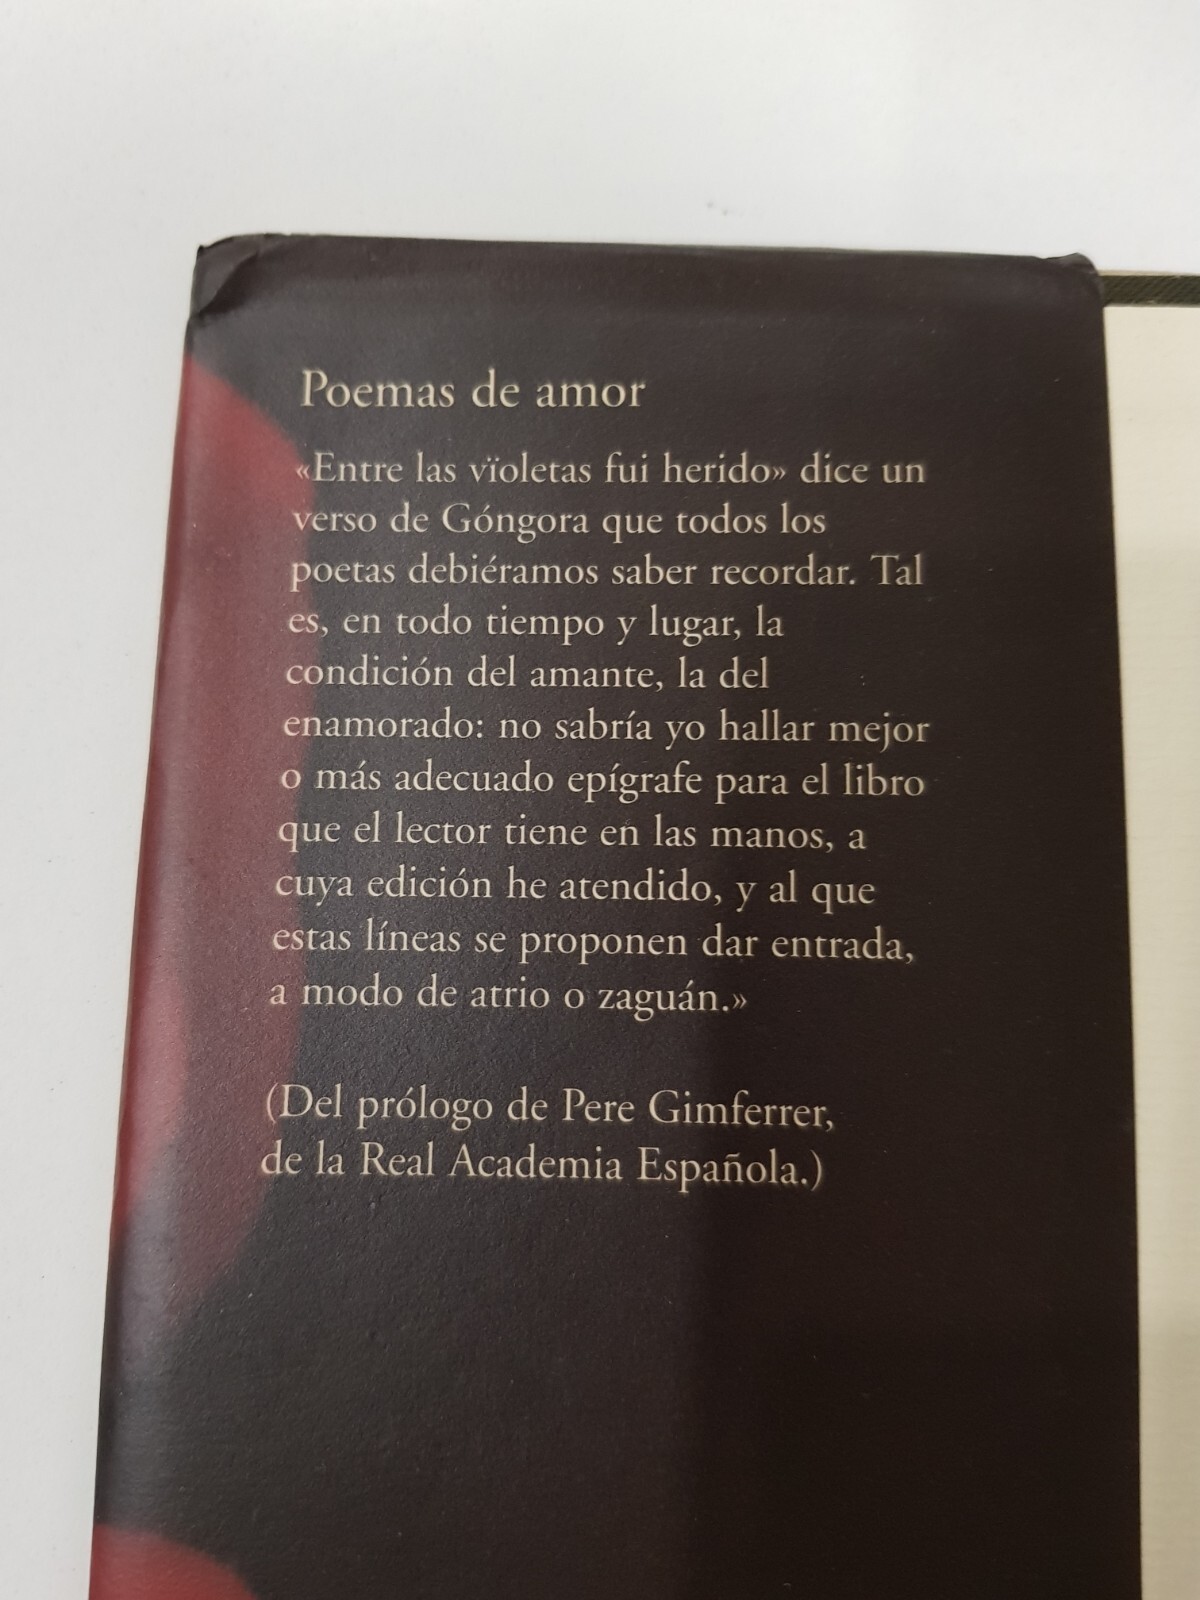 Poemas de amor
«Entre las vïoletas fui herido» dice un
verso de Góngora que todos los
poetas debiéramos saber recordar. Tal
es, en todo tiempo y lugar, la
condición del amante, la del
enamorado: no sabría yo hallar mejor
o más adecuado epígrafe para el libro
que el lector tiene en las manos, a
cuya edición he atendido, y al que
estas líneas se proponen dar entrada,
a modo de atrio o zaguán.»
(Del prólogo de Pere Gimferrer,
de la Real Academia Española.)